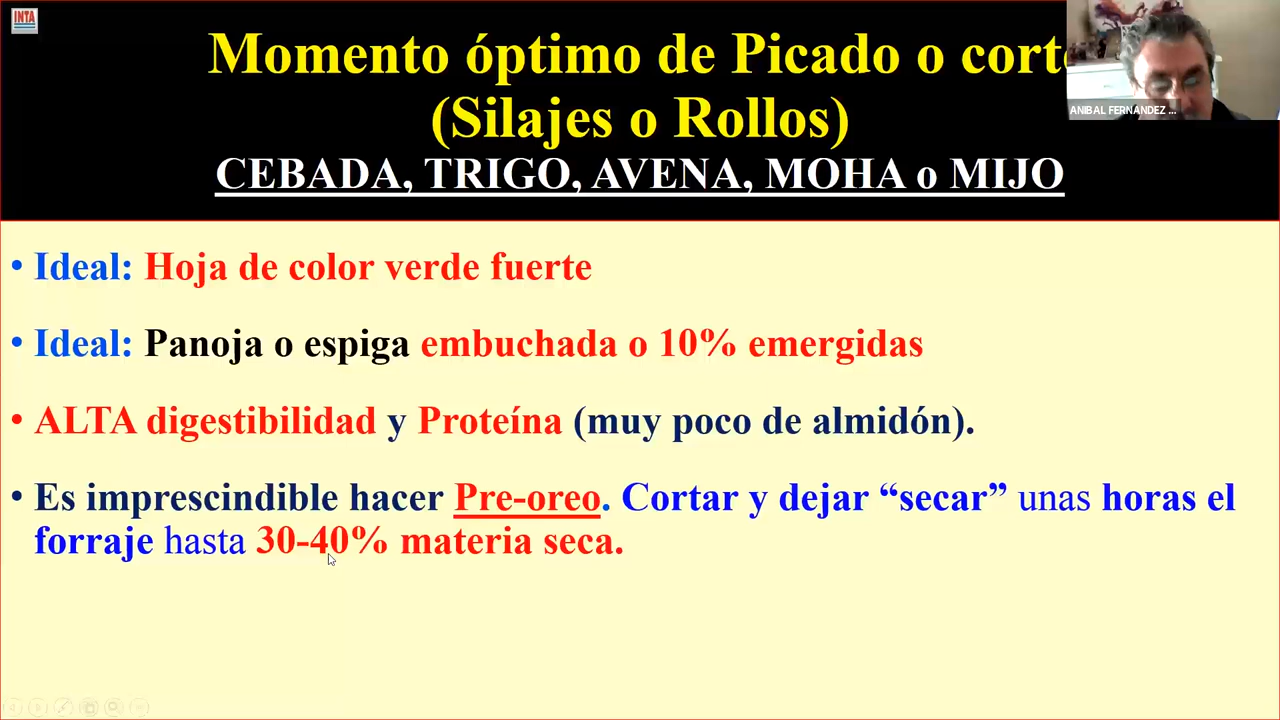 INTA
Momento óptimo de Picado o corte
(Silajes o Rollos)
CEBADA, TRIGO, AVENA, MOHA o MIJO
ANIBAL FERNANDEZ ...
• Ideal: Hoja de color verde fuerte
• Ideal: Panoja o espiga embuchada o 10% emergidas
• ALTA digestibilidad y Proteína (muy poco de almidón).
• Es imprescindible hacer Pre-oreo. Cortar y dejar “secar” unas horas el
forraje hasta 30-40% materia seca.